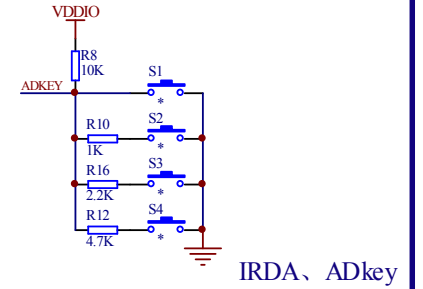 VDDIO
R8
10K
ADKEY
S1
*
R10
1K
S2
*
R16
2.2K
S3
*
R12
4.7K
S4
*
IRDA、ADkey